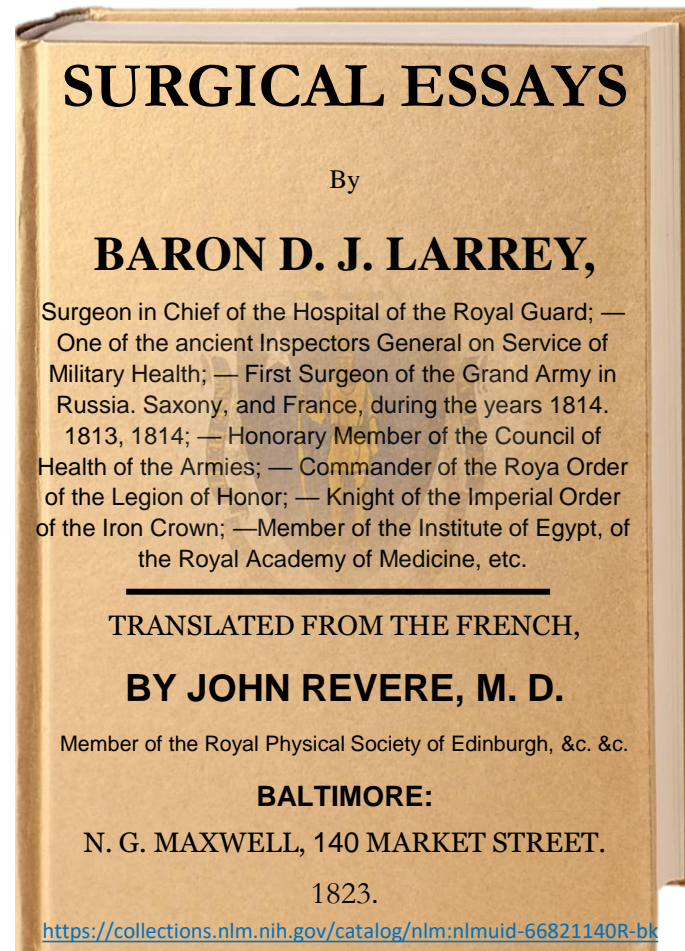 SURGICAL ESSAYS
By
BARON D. J. LARREY,
Surgeon in Chief of the Hospital of the Royal Guard; —
One of the ancient Inspectors General on Service of
Military Health; — First Surgeon of the Grand Army in
Russia. Saxony, and France, during the years 1814.
1813, 1814; — Honorary Member of the Council of
Health of the Armies; — Commander of the Roya Order
of the Legion of Honor; — Knight of the Imperial Order
of the Iron Crown; —Member of the Institute of Egypt, of
the Royal Academy of Medicine, etc.
TRANSLATED FROM THE FRENCH,
BY JOHN REVERE, M. D.
Member of the Royal Physical Society of Edinburgh, &c. &c.
BALTIMORE:
N. G. MAXWELL, 140 MARKET STREET.
1823.
https://collections.nlm.nih.gov/catalog/nlm:nlmuid-66821140R-bk